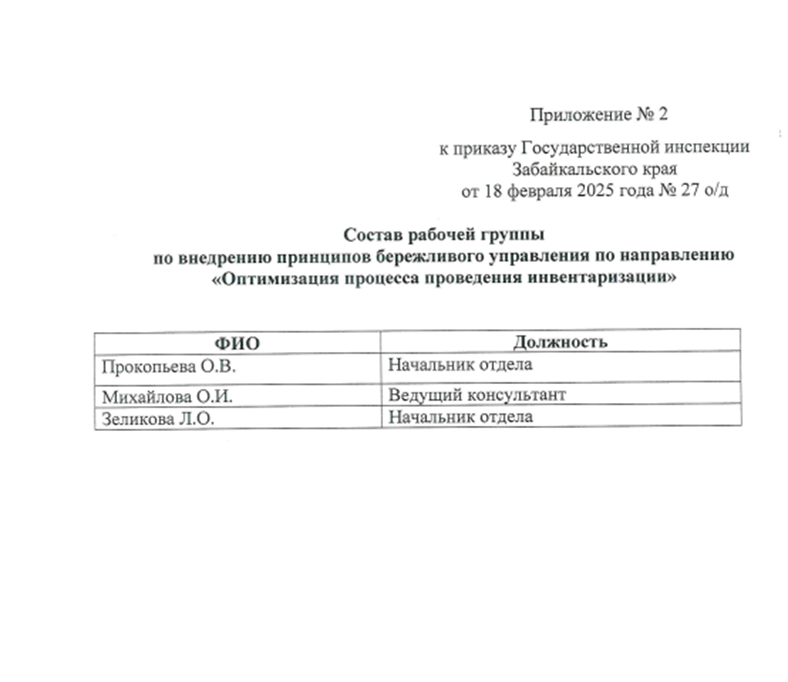 Приложение № 2
к приказу Государственной инспекции
Забайкальского края
от 18 февраля 2025 года № 27 о/д
Состав рабочей группы
по внедрению принципов бережливого управления по направлению
«Оптимизация процесса проведения инвентаризации»
ФИО Должность
Прокопьева О.В. Начальник отдела
Михайлова О.И. Ведущий консультант
Зеликова Л.О. Начальник отдела